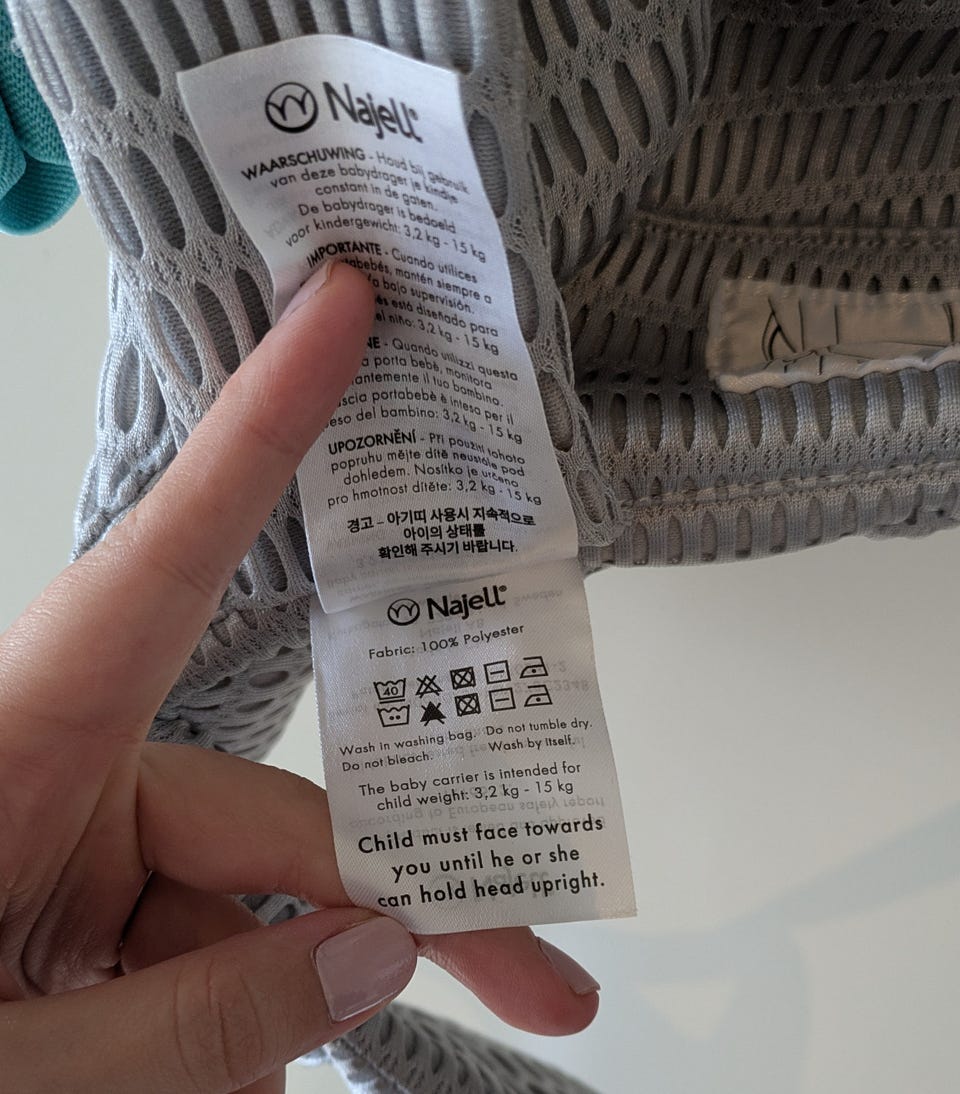 Najell®
WAARSCHUWING - Houd bij gebruik
van deze babydrager je kindje
constant in de gaten.
De babydrager is bedoeld
voor kindergewicht: 3,2 kg - 15 kg
IMPORTANTE - Cuando utilices
tabebés, mantén siempre a
/a bajo supervisión.
és está diseñado para
el niño: 3,2 kg - 15 kg
NE - Quando utilizzi questa
a porta bebè, monitora
antemente il tuo bambino.
scia portabebè è intesa per il
eso del bambino: 3,2 kg - 15 kg
UPOZORNĚNÍ - Při použití tohoto
popruhu mějte dítě neustále pod
dohledem. Nosítko je určeno
pro hmotnost dítěte: 3,2 kg - 15 kg
경고 – 아기띠 사용시 지속적으로
아이의 상태를
확인해 주시기 바랍니다.
Najell®
Fabric: 100% Polyester
40
Wash in washing bag. Do not tumble dry.
Do not bleach. Wash by itself.
The baby carrier is intended for
child weight: 3,2 kg - 15 kg
Child must face towards
you until he or she
can hold head upright.